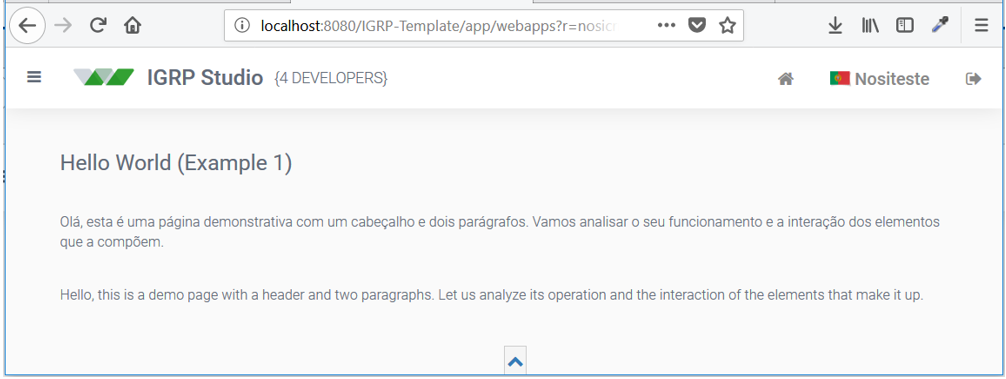 localhost:8080/IGRP-Template/app/webapps?r=nosicr
IGRP Studio {4 DEVELOPERS} Nositeste
Hello World (Example 1)
Olá, esta é uma página demonstrativa com um cabeçalho e dois parágrafos. Vamos analisar o seu funcionamento e a interação dos elementos
que a compõem.
Hello, this is a demo page with a header and two paragraphs. Let us analyze its operation and the interaction of the elements that make it up.